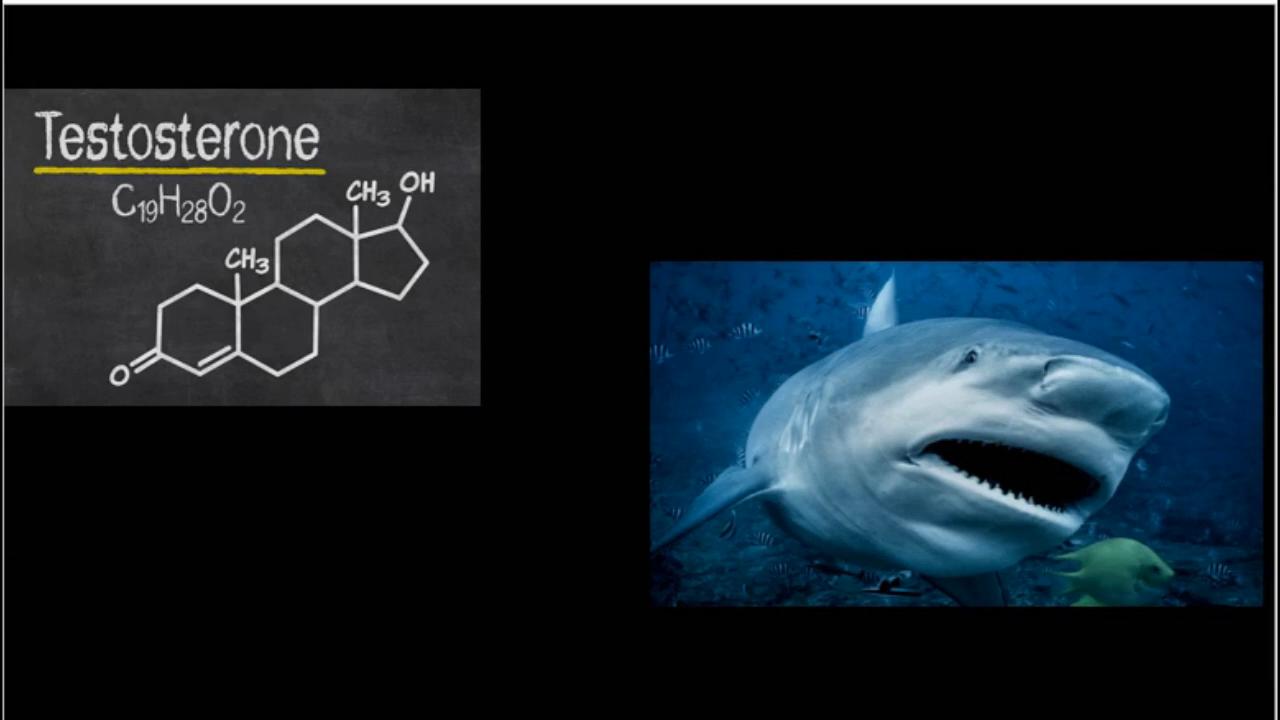 Testosterone
C₁₉H₂₈O₂
CH₃
OH
CH₃
O